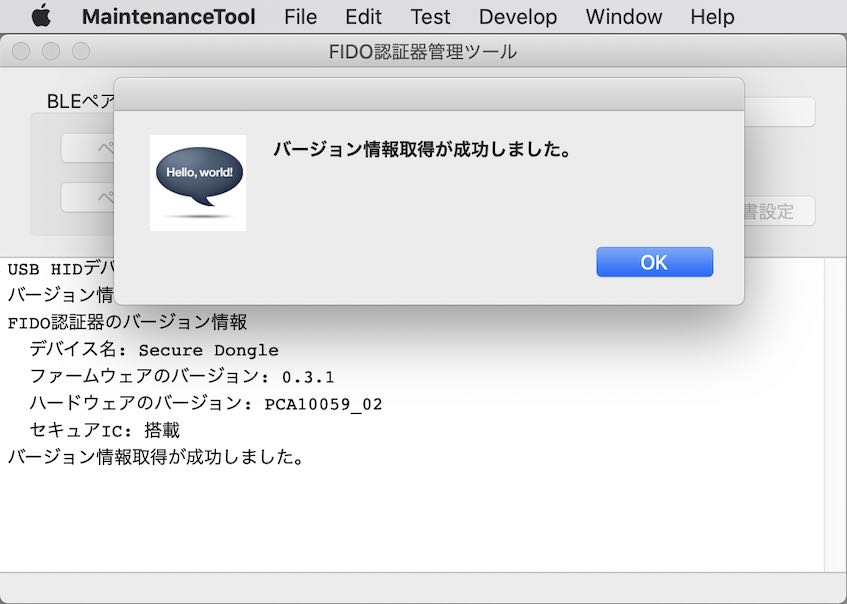 MaintenanceTool File Edit Test Develop Window Help
FIDO認証器管理ツール
BLEペア
ペ
ペ
書設定
Hello, world!
バージョン情報取得が成功しました。
OK
USB HIDデバ
バージョン情
FIDO認証器のバージョン情報
デバイス名: Secure Dongle
ファームウェアのバージョン: 0.3.1
ハードウェアのバージョン: PCA10059_02
セキュアIC: 搭載
バージョン情報取得が成功しました。